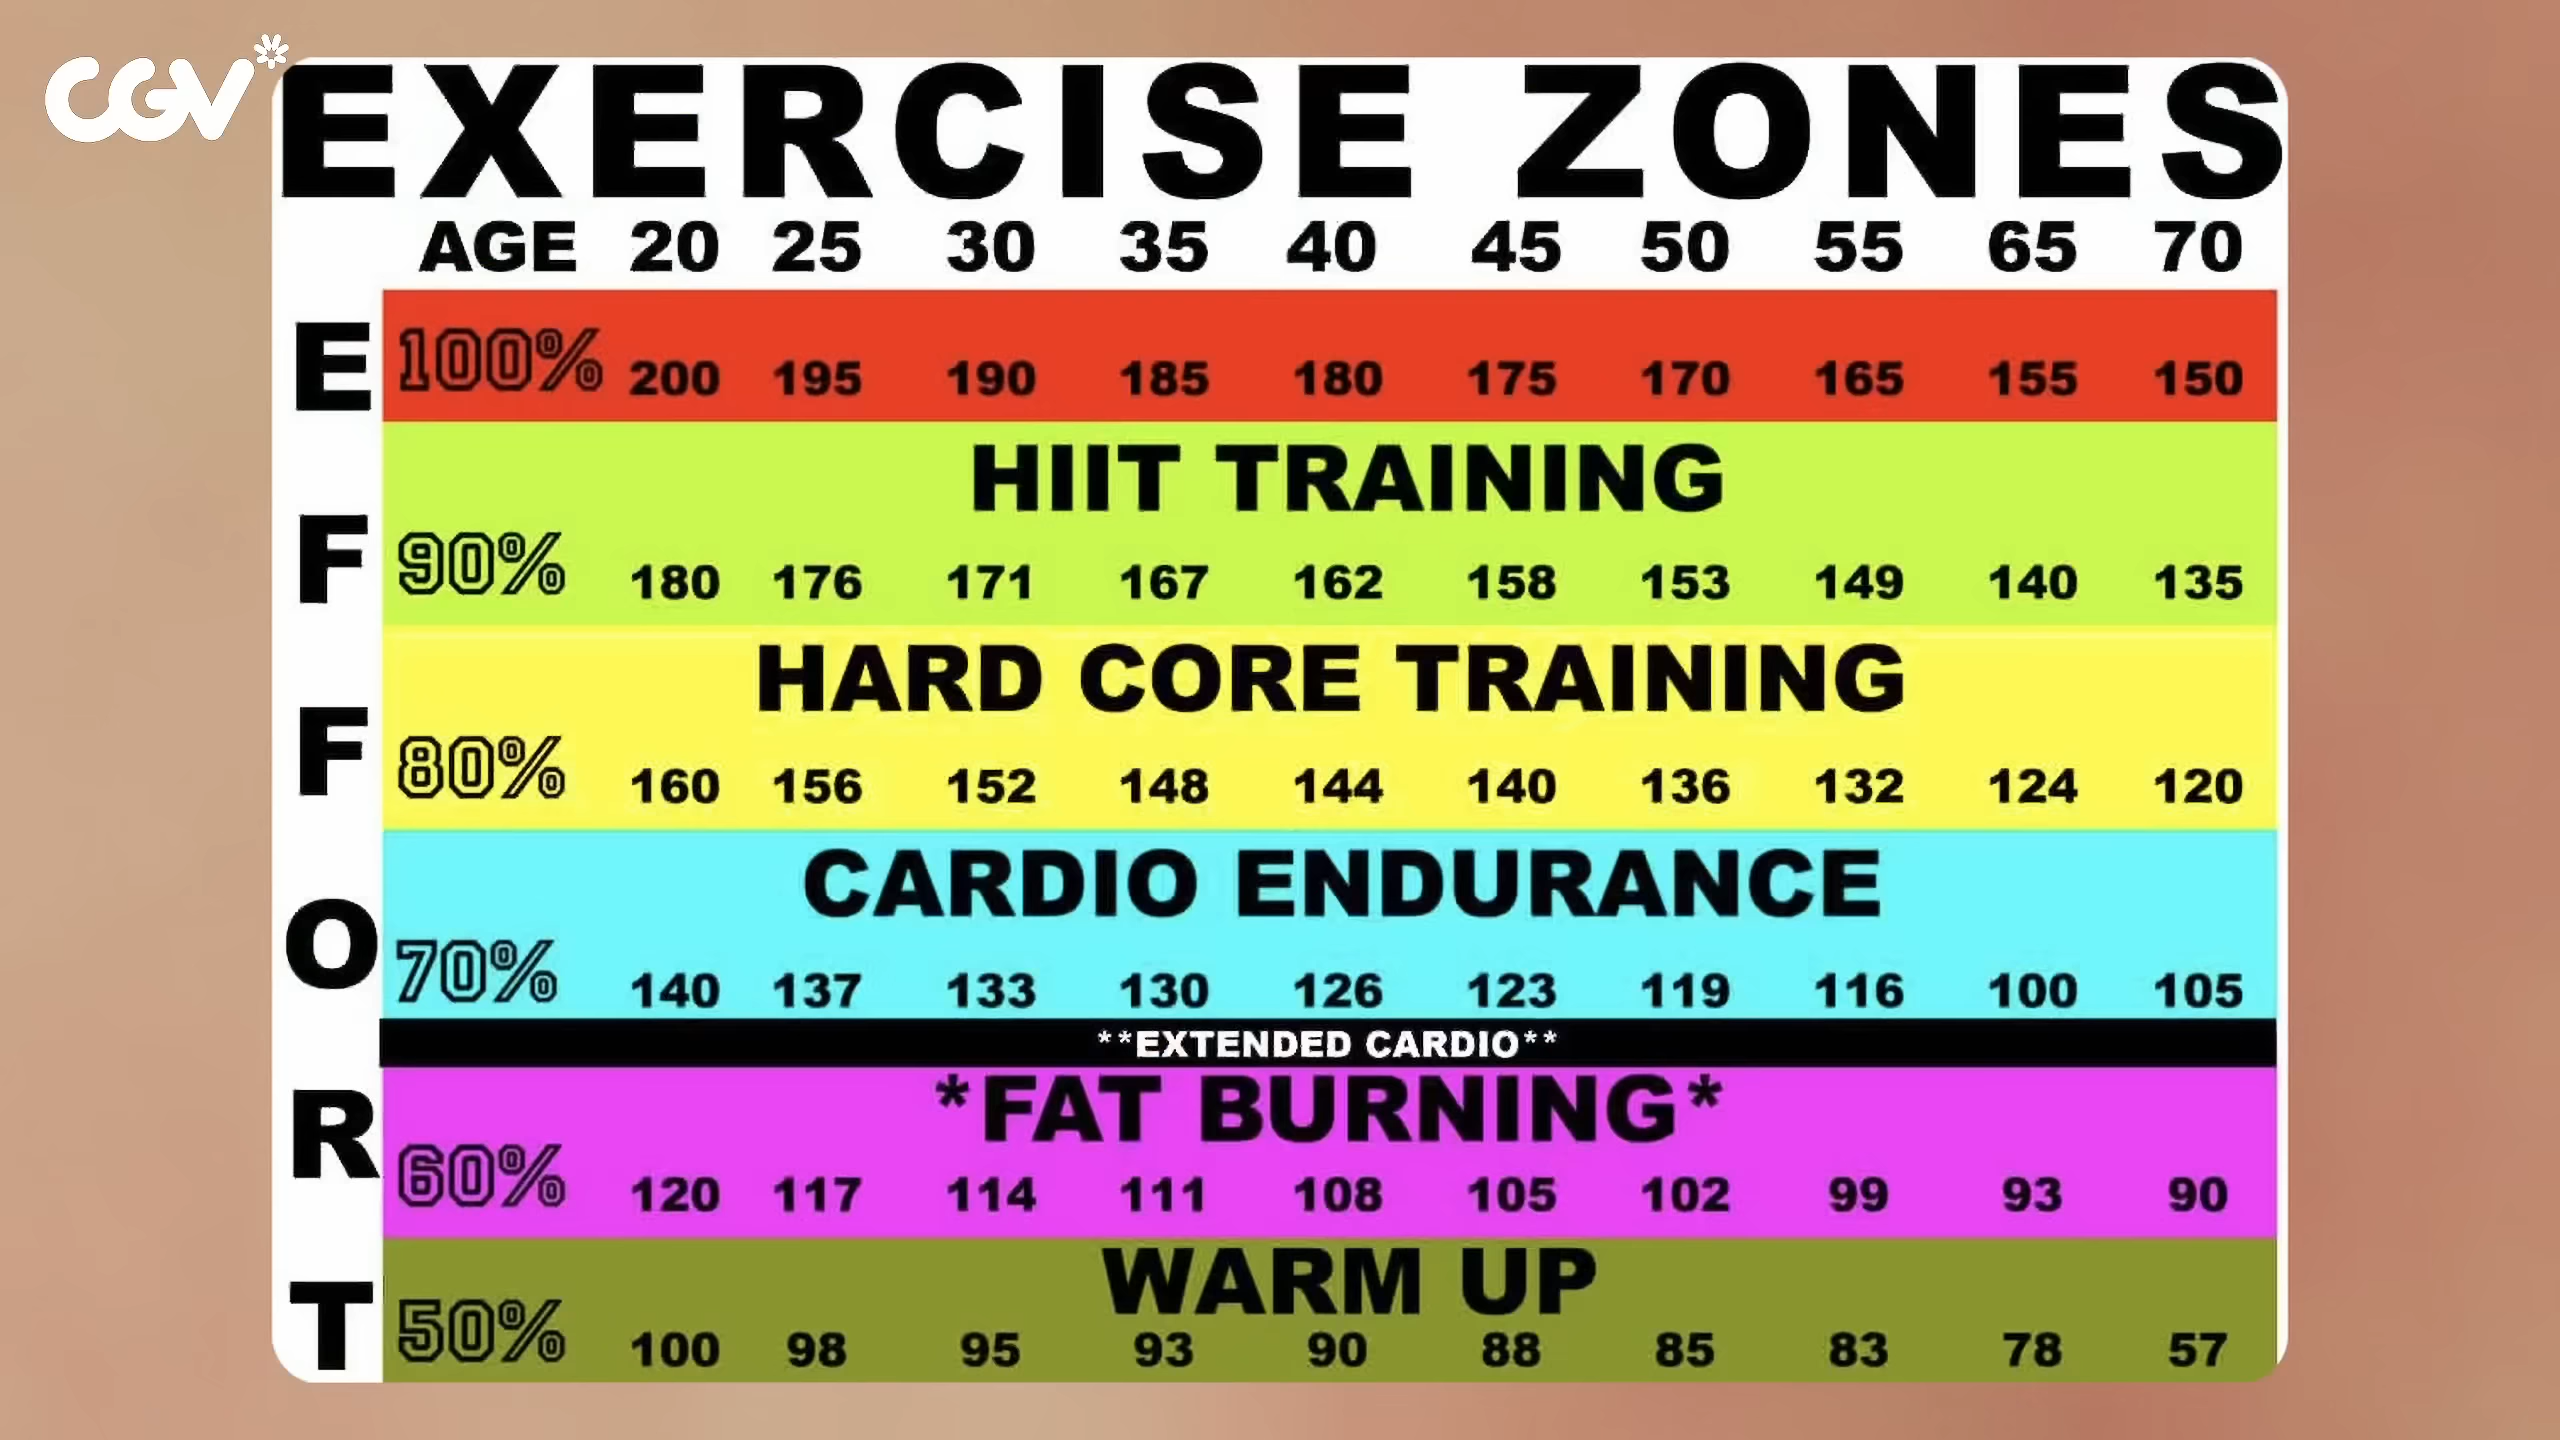 CGV
EXERCISE ZONES
AGE 20 25 30 35 40 45 50 55 65 70
EFFORT
100% 200 195 190 185 180 175 170 165 155 150
HIIT TRAINING
90% 180 176 171 167 162 158 153 149 140 135
HARD CORE TRAINING
80% 160 156 152 148 144 140 136 132 124 120
CARDIO ENDURANCE
70% 140 137 133 130 126 123 119 116 100 105
**EXTENDED CARDIO**
*FAT BURNING*
60% 120 117 114 111 108 105 102 99 93 90
WARM UP
50% 100 98 95 93 90 88 85 83 78 57